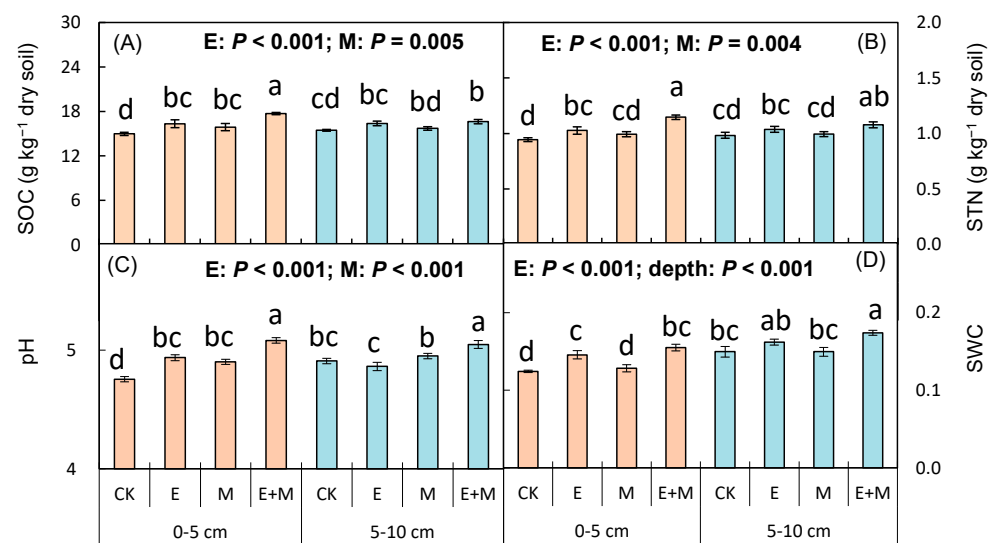 (A)
E: P < 0.001; M: P = 0.005
SOC (g kg⁻¹ dry soil)
30
24
18
12
6
0
d bc bc a cd bc bd b
(B)
E: P < 0.001; M: P = 0.004
STN (g kg⁻¹ dry soil)
2.0
1.5
1.0
0.5
0.0
d bc cd a cd bc cd ab
(C)
E: P < 0.001; M: P < 0.001
pH
5
4
d bc bc a bc c b a
CK E M E+M CK E M E+M
0-5 cm 5-10 cm
(D)
E: P < 0.001; depth: P < 0.001
SWC
0.2
0.1
0.0
d c d bc bc ab bc a
CK E M E+M CK E M E+M
0-5 cm 5-10 cm